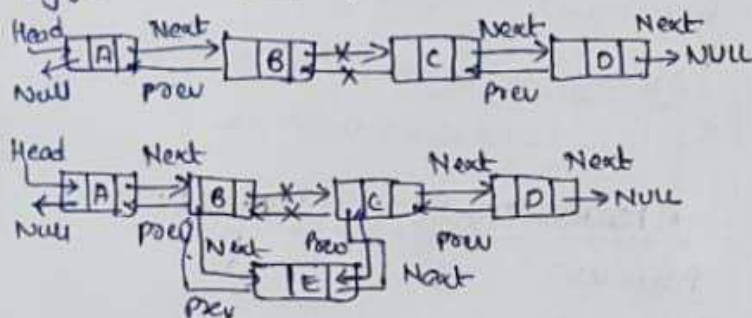 Head Next Next Next
A B C D NULL
Null Prev Prev
Head Next Next Next
A B C D NULL
Null Prev Next Prev Prev
E Next
Prev